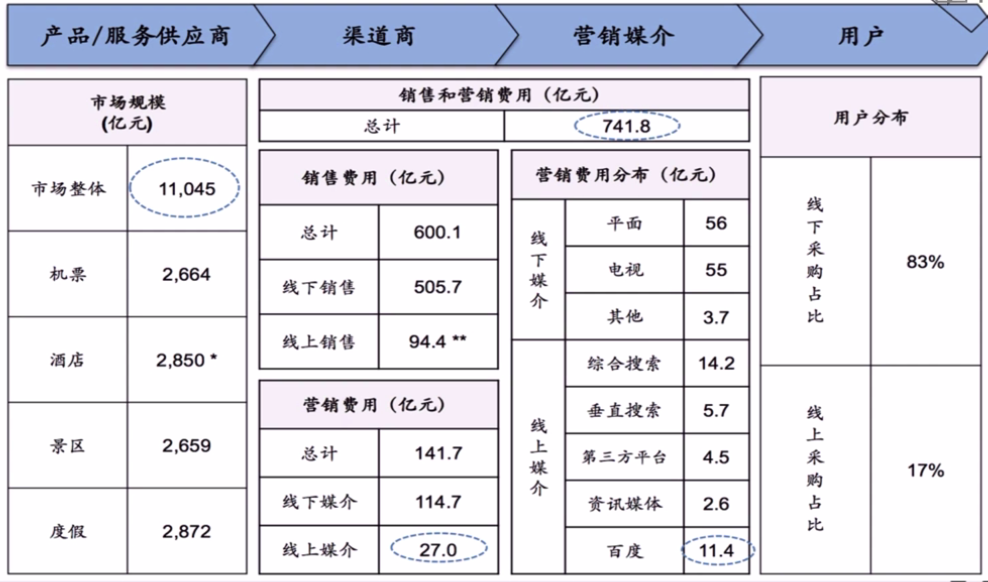 产品/服务供应商
渠道商
营销媒介
用户
市场规模
(亿元)
市场整体 11,045
机票 2,664
酒店 2,850 *
景区 2,659
度假 2,872
销售和营销费用（亿元）
总计 741.8
销售费用（亿元）
总计 600.1
线下销售 505.7
线上销售 94.4 **
营销费用（亿元）
总计 141.7
线下媒介 114.7
线上媒介 27.0
营销费用分布（亿元）
线下媒介
平面 56
电视 55
其他 3.7
线上媒介
综合搜索 14.2
垂直搜索 5.7
第三方平台 4.5
资讯媒体 2.6
百度 11.4
用户分布
线下采购占比 83%
线上采购占比 17%